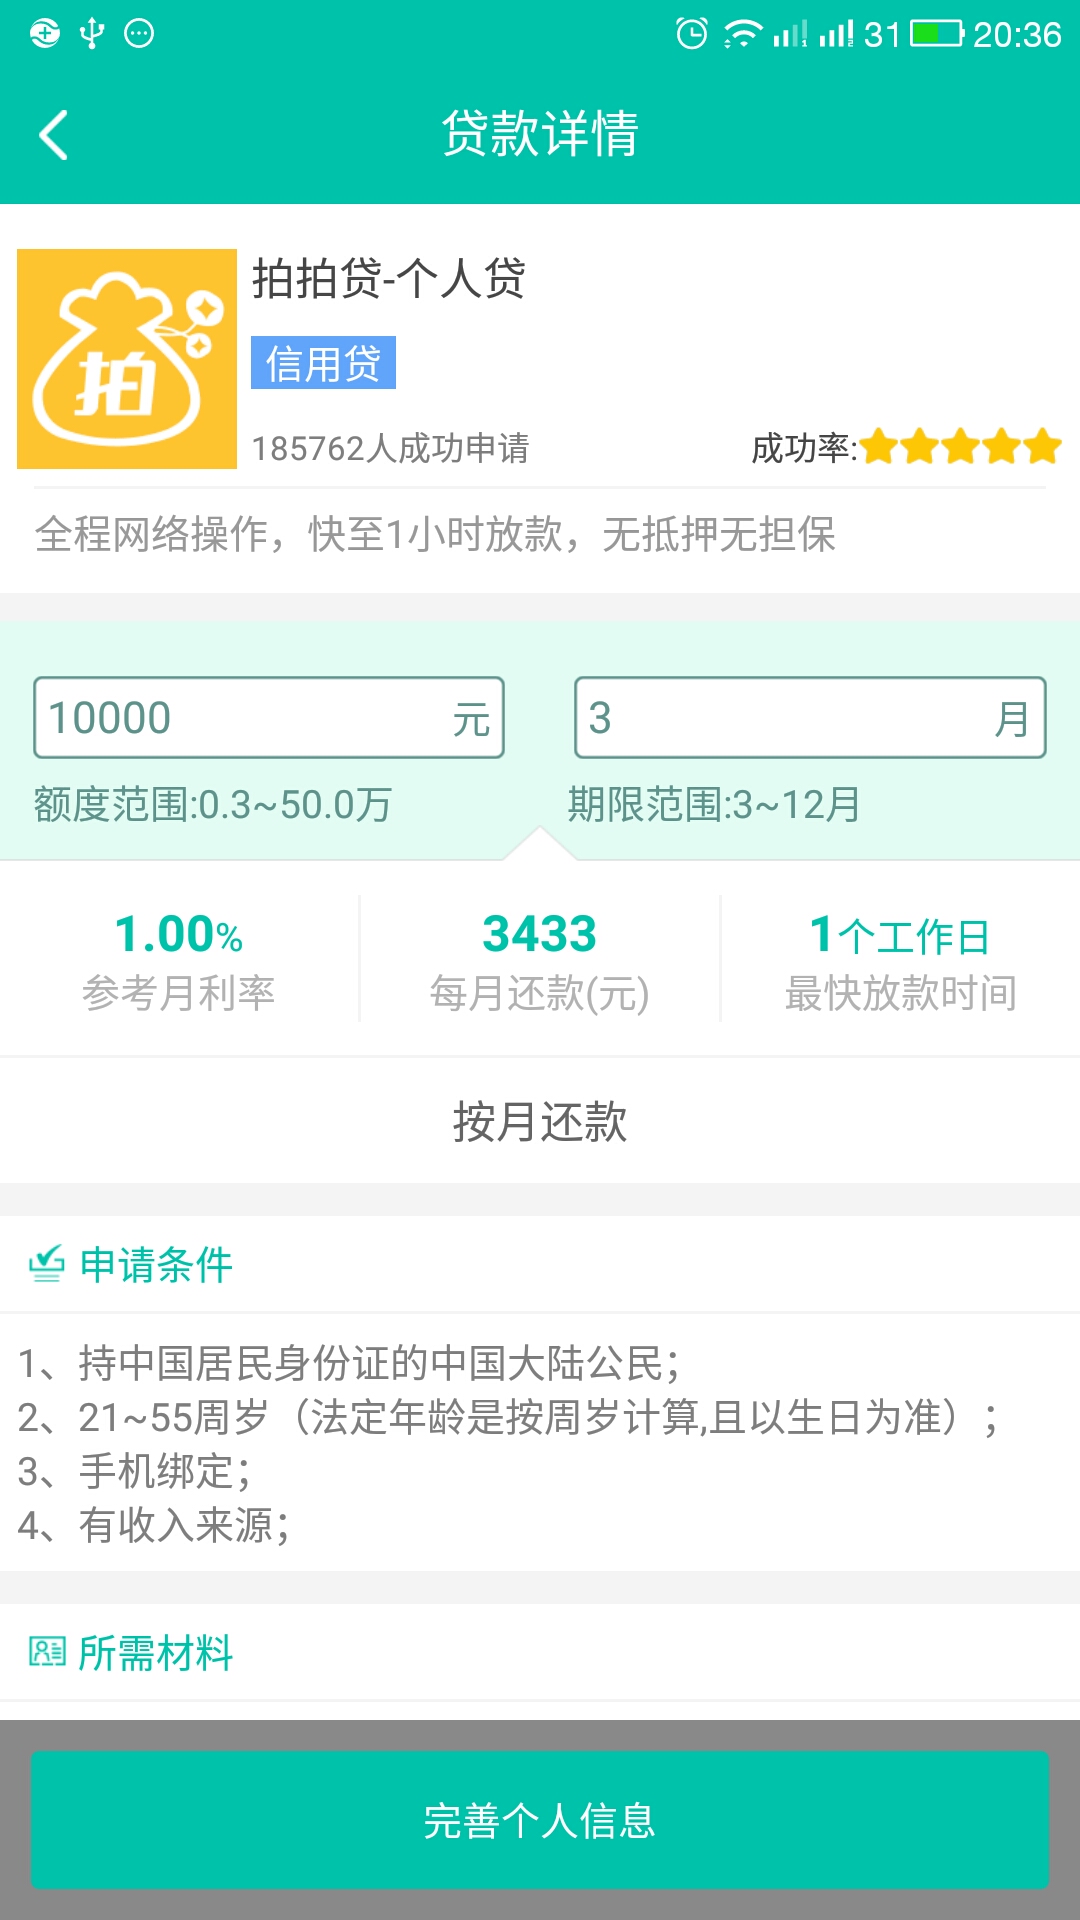 31 20:36
贷款详情
拍
拍拍贷-个人贷
信用贷
185762人成功申请 成功率:
全程网络操作，快至1小时放款，无抵押无担保
10000 元 3 月
额度范围:0.3~50.0万 期限范围:3~12月
1.00% 3433 1个工作日
参考月利率 每月还款(元) 最快放款时间
按月还款
申请条件
1、持中国居民身份证的中国大陆公民；
2、21~55周岁（法定年龄是按周岁计算,且以生日为准）；
3、手机绑定；
4、有收入来源；
所需材料
完善个人信息